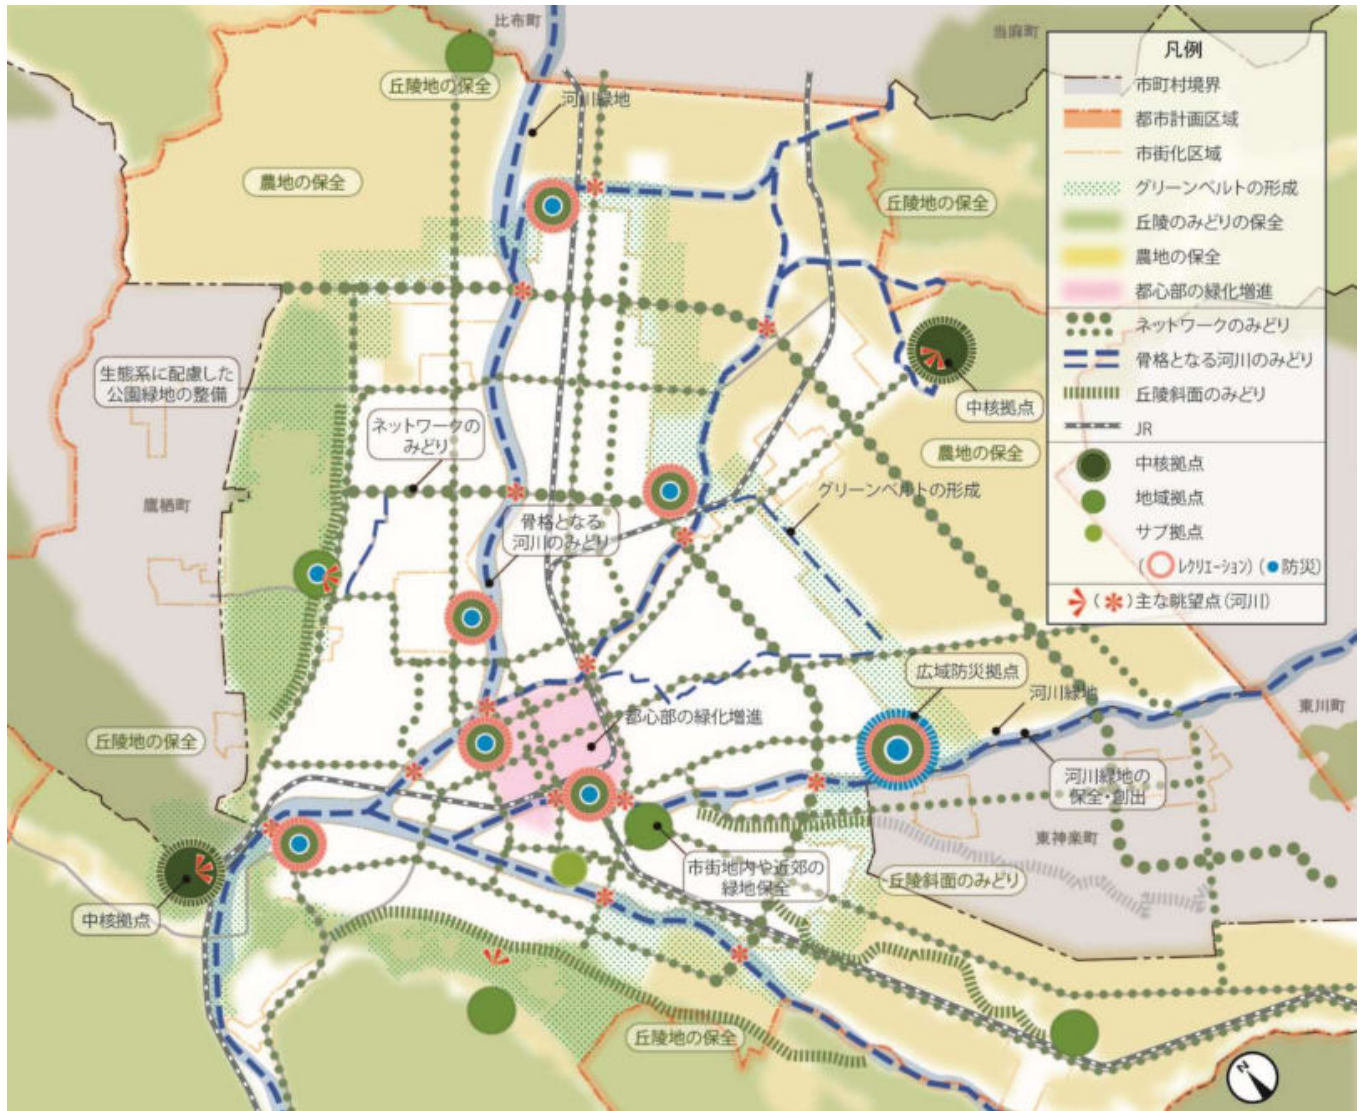 比布町
当麻町
丘陵地の保全
河川緑地
農地の保全
丘陵地の保全
凡例
市町村境界
都市計画区域
市街化区域
グリーンベルトの形成
丘陵のみどりの保全
農地の保全
都心部の緑化増進
ネットワークのみどり
骨格となる河川のみどり
丘陵斜面のみどり
JR
中核拠点
地域拠点
サブ拠点
(レクリエーション)(防災)
(＊)主な眺望点(河川)
生態系に配慮した
公園緑地の整備
ネットワークの
みどり
中核拠点
農地の保全
グリーンベルトの形成
鷹栖町
骨格となる
河川のみどり
広域防災拠点
河川緑地
東川町
丘陵地の保全
都心部の緑化増進
河川緑地の
保全・創出
東神楽町
市街地内や近郊の
緑地保全
丘陵斜面のみどり
中核拠点
丘陵地の保全
N